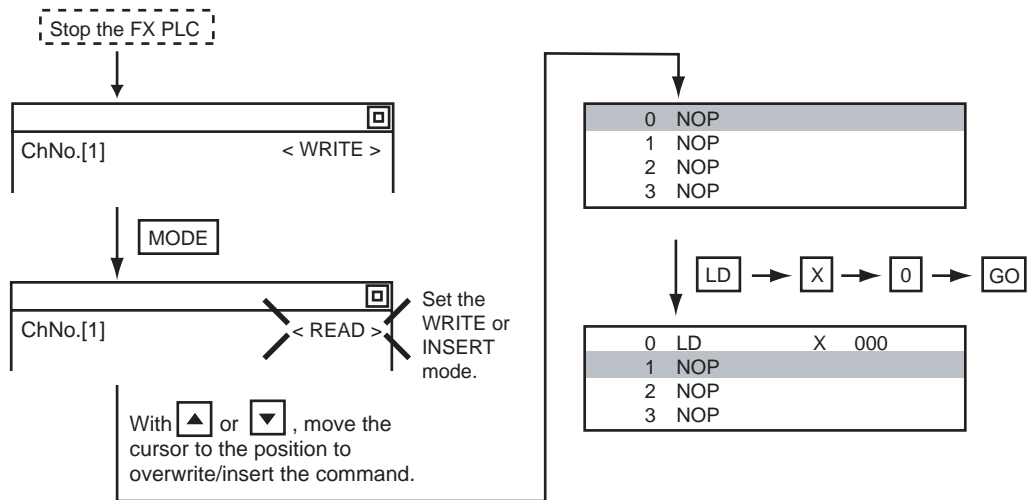 Stop the FX PLC
ChNo.[1] < WRITE >
MODE
ChNo.[1] < READ >
Set the
WRITE or
INSERT
mode.
With ▲ or ▼ , move the
cursor to the position to
overwrite/insert the command.
0 NOP
1 NOP
2 NOP
3 NOP
LD X 0 GO
0 LD X 000
1 NOP
2 NOP
3 NOP